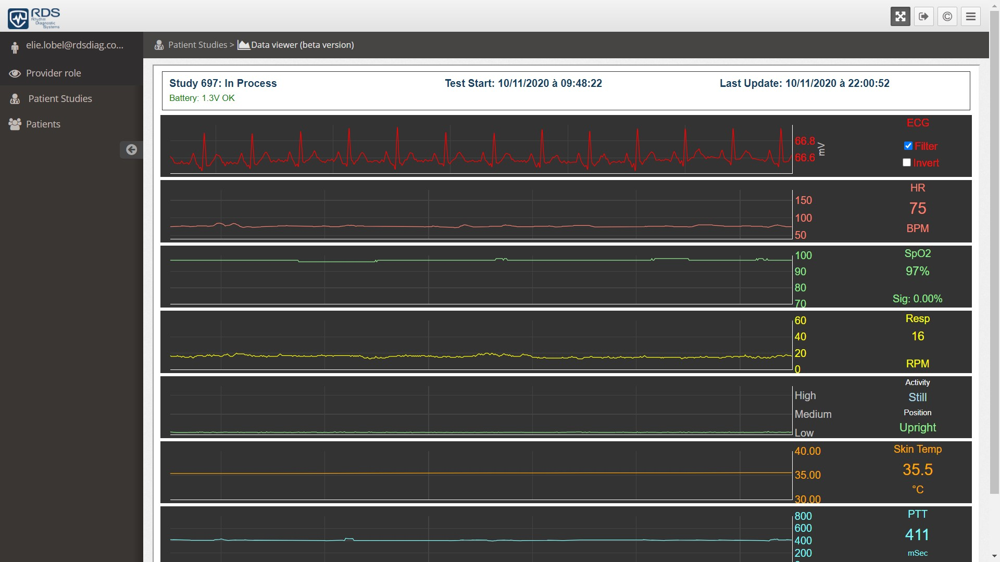 RDS
Rhythm
Diagnostic
Systems
elie.lobel@rdsdiag.co...
Provider role
Patient Studies
Patients
Patient Studies > Data viewer (beta version)
Study 697: In Process
Test Start: 10/11/2020 à 09:48:22
Last Update: 10/11/2020 à 22:00:52
Battery: 1.3V OK
66.8
66.6
mV
ECG
Filter
Invert
150
100
50
HR
75
BPM
100
90
80
70
SpO2
97%
Sig: 0.00%
60
40
20
0
Resp
16
RPM
High
Medium
Low
Activity
Still
Position
Upright
40.00
35.00
30.00
Skin Temp
35.5
°C
800
600
400
200
PTT
411
mSec